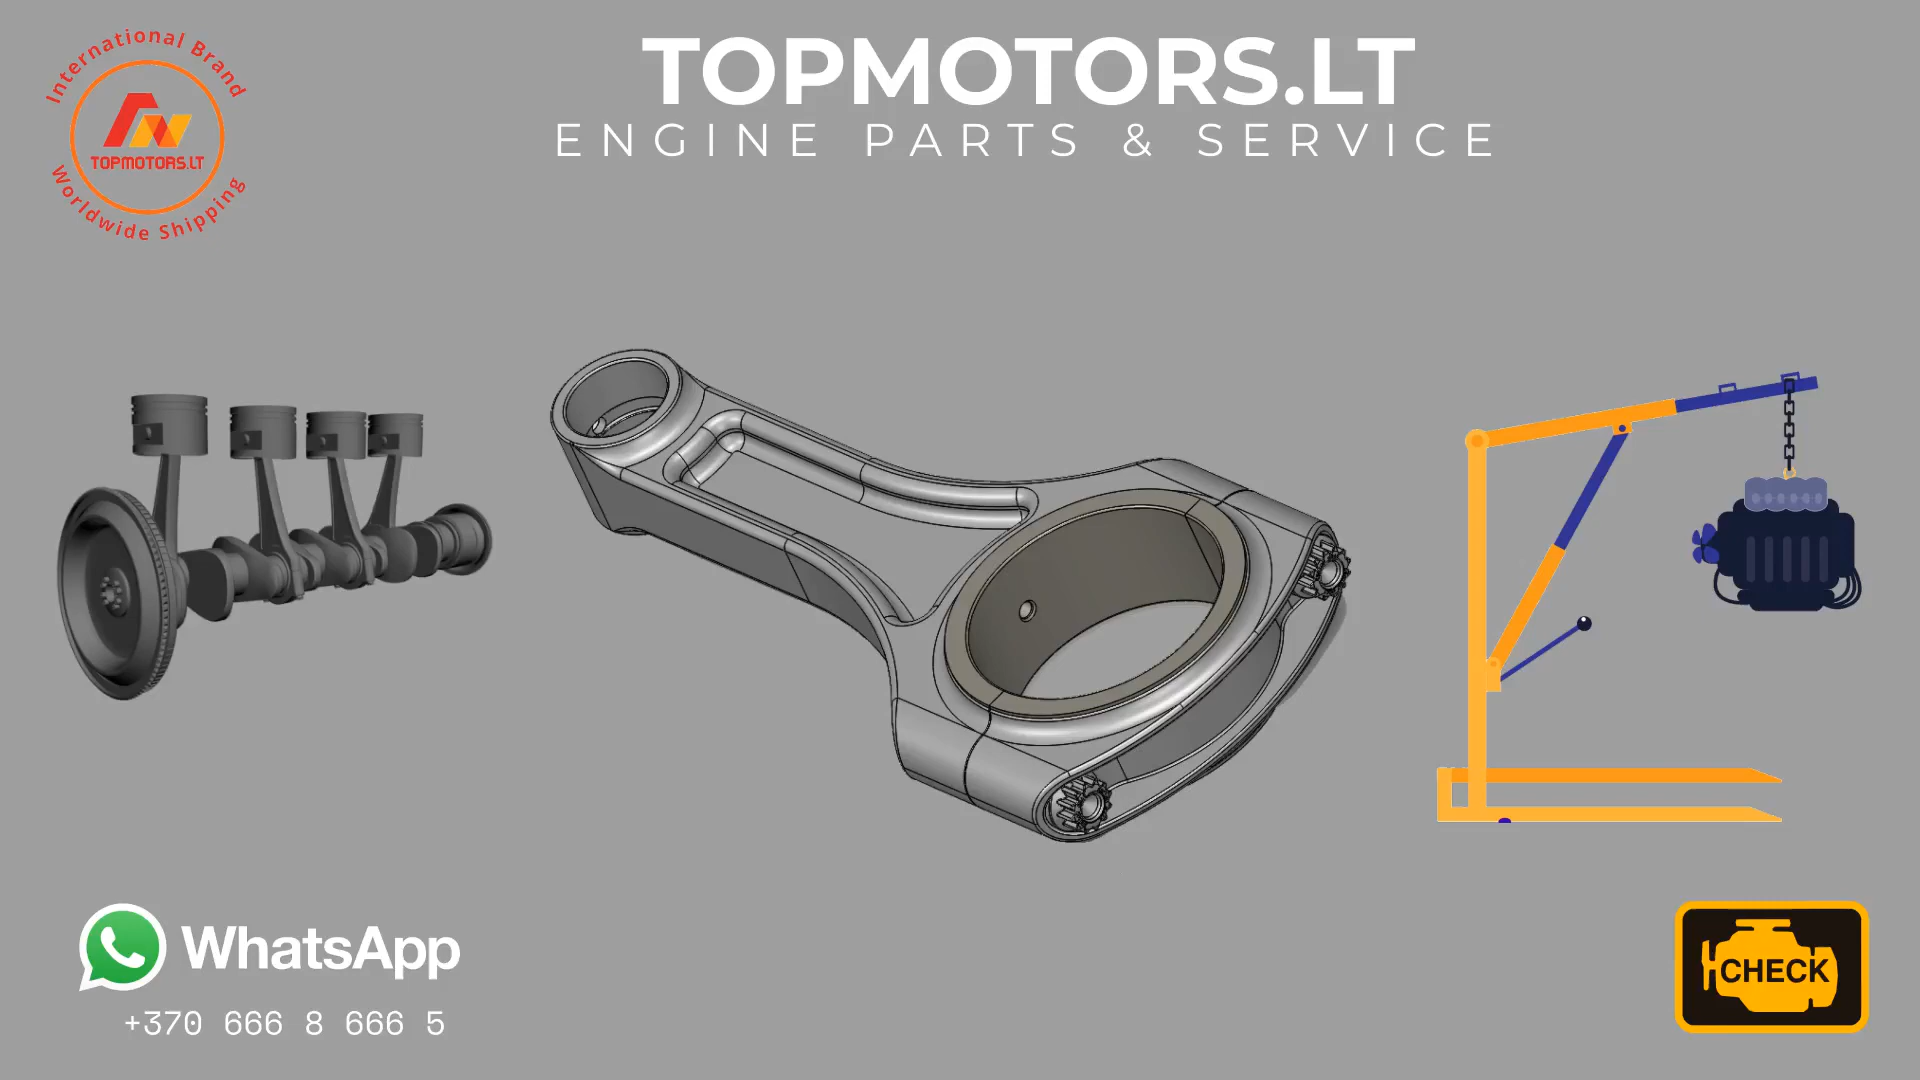 International Brand
TOPMOTORS.LT
Worldwide Shipping
TOPMOTORS.LT
ENGINE PARTS & SERVICE
WhatsApp
+370 666 8 666 5
CHECK